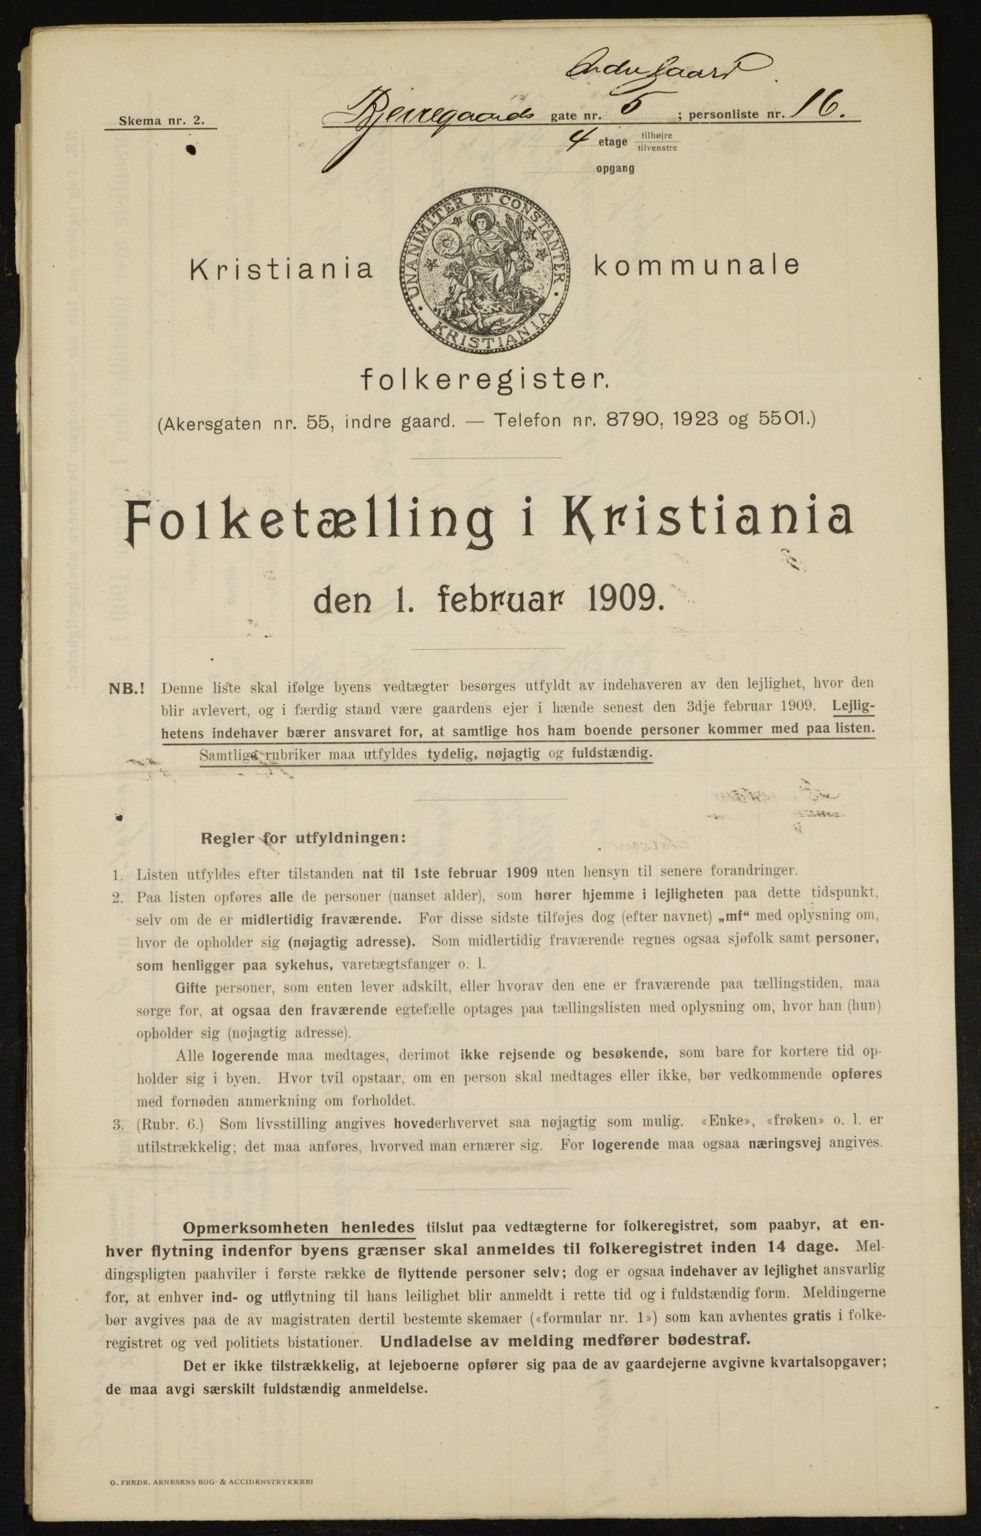 Indre Gaard.
Skema nr. 2.
Bjerregaards gate nr. 5 ; personliste nr. 16.
4 etage tilhøjre
tilvenstre
opgang
UNANIMITER ET CONSTANTER
KRISTIANIA
Kristiania kommunale
folkeregister.
(Akersgaten nr. 55, indre gaard. — Telefon nr. 8790, 1923 og 5501.)
Folketælling i Kristiania
den 1. februar 1909.
NB.! Denne liste skal ifølge byens vedtægter besørges utfyldt av indehaveren av den lejlighet, hvor den
blir avlevert, og i færdig stand være gaardens ejer i hænde senest den 3dje februar 1909. Lejlig-
hetens indehaver bærer ansvaret for, at samtlige hos ham boende personer kommer med paa listen.
Samtlige rubriker maa utfyldes tydelig, nøjagtig og fuldstændig.
Regler for utfyldningen:
1. Listen utfyldes efter tilstanden nat til 1ste februar 1909 uten hensyn til senere forandringer.
2. Paa listen opføres alle de personer (uanset alder), som hører hjemme i lejligheten paa dette tidspunkt,
selv om de er midlertidig fraværende. For disse sidste tilføjes dog (efter navnet) „mf“ med oplysning om,
hvor de opholder sig (nøjagtig adresse). Som midlertidig fraværende regnes ogsaa sjøfolk samt personer,
som henligger paa sykehus, varetægtsfanger o. l.
Gifte personer, som enten lever adskilt, eller hvorav den ene er fraværende paa tællingstiden, maa
sørge for, at ogsaa den fraværende egtefælle optages paa tællingslisten med oplysning om, hvor han (hun)
opholder sig (nøjagtig adresse).
Alle logerende maa medtages, derimot ikke rejsende og besøkende, som bare for kortere tid op-
holder sig i byen. Hvor tvil opstaar, om en person skal medtages eller ikke, bør vedkommende opføres
med fornøden anmerkning om forholdet.
3. (Rubr. 6.) Som livsstilling angives hovederhvervet saa nøjagtig som mulig. «Enke», «frøken» o. l. er
utilstrækkelig; det maa anføres, hvorved man ernærer sig. For logerende maa ogsaa næringsvej angives.
Opmerksomheten henledes tilslut paa vedtægterne for folkeregistret, som paabyr, at en-
hver flytning indenfor byens grænser skal anmeldes til folkeregistret inden 14 dage. Mel-
dingspligten paahviler i første række de flyttende personer selv; dog er ogsaa indehaver av lejlighet ansvarlig
for, at enhver ind- og utflytning til hans leilighet blir anmeldt i rette tid og i fuldstændig form. Meldingerne
bør avgives paa de av magistraten dertil bestemte skemaer («formular nr. 1») som kan avhentes gratis i folke-
registret og ved politiets bistationer. Undladelse av melding medfører bødestraf.
Det er ikke tilstrækkelig, at lejeboerne opfører sig paa de av gaardejerne avgivne kvartalsopgaver;
de maa avgi særskilt fuldstændig anmeldelse.
O. FREDR. ARNESENS BOG- & ACCIDENSTRYKKERI